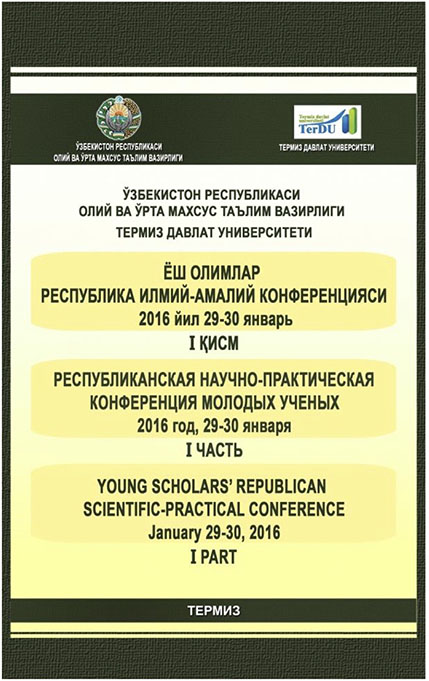 ЎЗБЕКИСТОН РЕСПУБЛИКАСИ
ОЛИЙ ВА ЎРТА МАХСУС ТАЪЛИМ ВАЗИРЛИГИ
Termiz davlat
universiteti
TerDU
ТЕРМИЗ ДАВЛАТ УНИВЕРСИТЕТИ
ЎЗБЕКИСТОН РЕСПУБЛИКАСИ
ОЛИЙ ВА ЎРТА МАХСУС ТАЪЛИМ ВАЗИРЛИГИ
ТЕРМИЗ ДАВЛАТ УНИВЕРСИТЕТИ
ЁШ ОЛИМЛАР
РЕСПУБЛИКА ИЛМИЙ-АМАЛИЙ КОНФЕРЕНЦИЯСИ
2016 йил 29-30 январь
I ҚИСМ
РЕСПУБЛИКАНСКАЯ НАУЧНО-ПРАКТИЧЕСКАЯ
КОНФЕРЕНЦИЯ МОЛОДЫХ УЧЕНЫХ
2016 год, 29-30 января
I ЧАСТЬ
YOUNG SCHOLARS’ REPUBLICAN
SCIENTIFIC-PRACTICAL CONFERENCE
January 29-30, 2016
I PART
ТЕРМИЗ